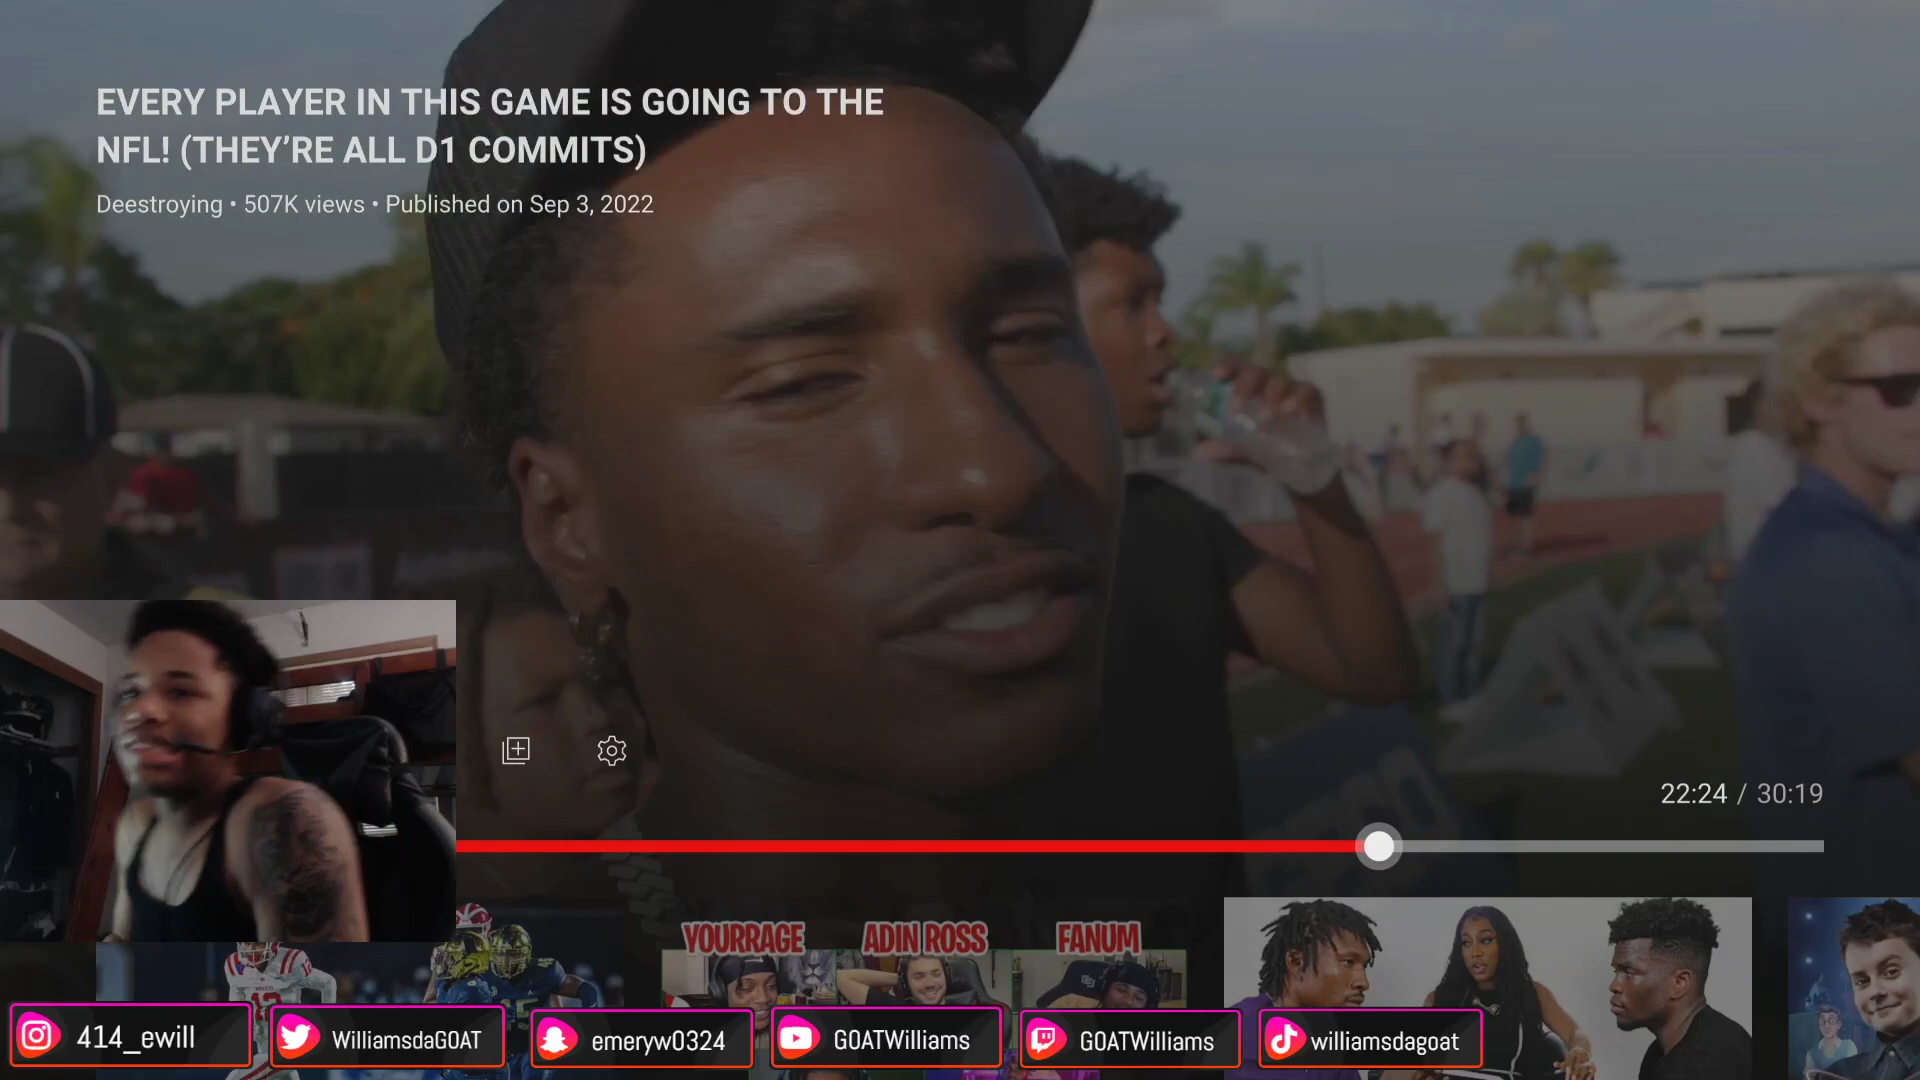 EVERY PLAYER IN THIS GAME IS GOING TO THE
NFL! (THEY’RE ALL D1 COMMITS)
Deestroying • 507K views • Published on Sep 3, 2022
22:24 / 30:19
YOURRAGE ADIN ROSS FANUM
414_ewill
WilliamsdaGOAT
emeryw0324
GOATWilliams
GOATWilliams
williamsdagoat